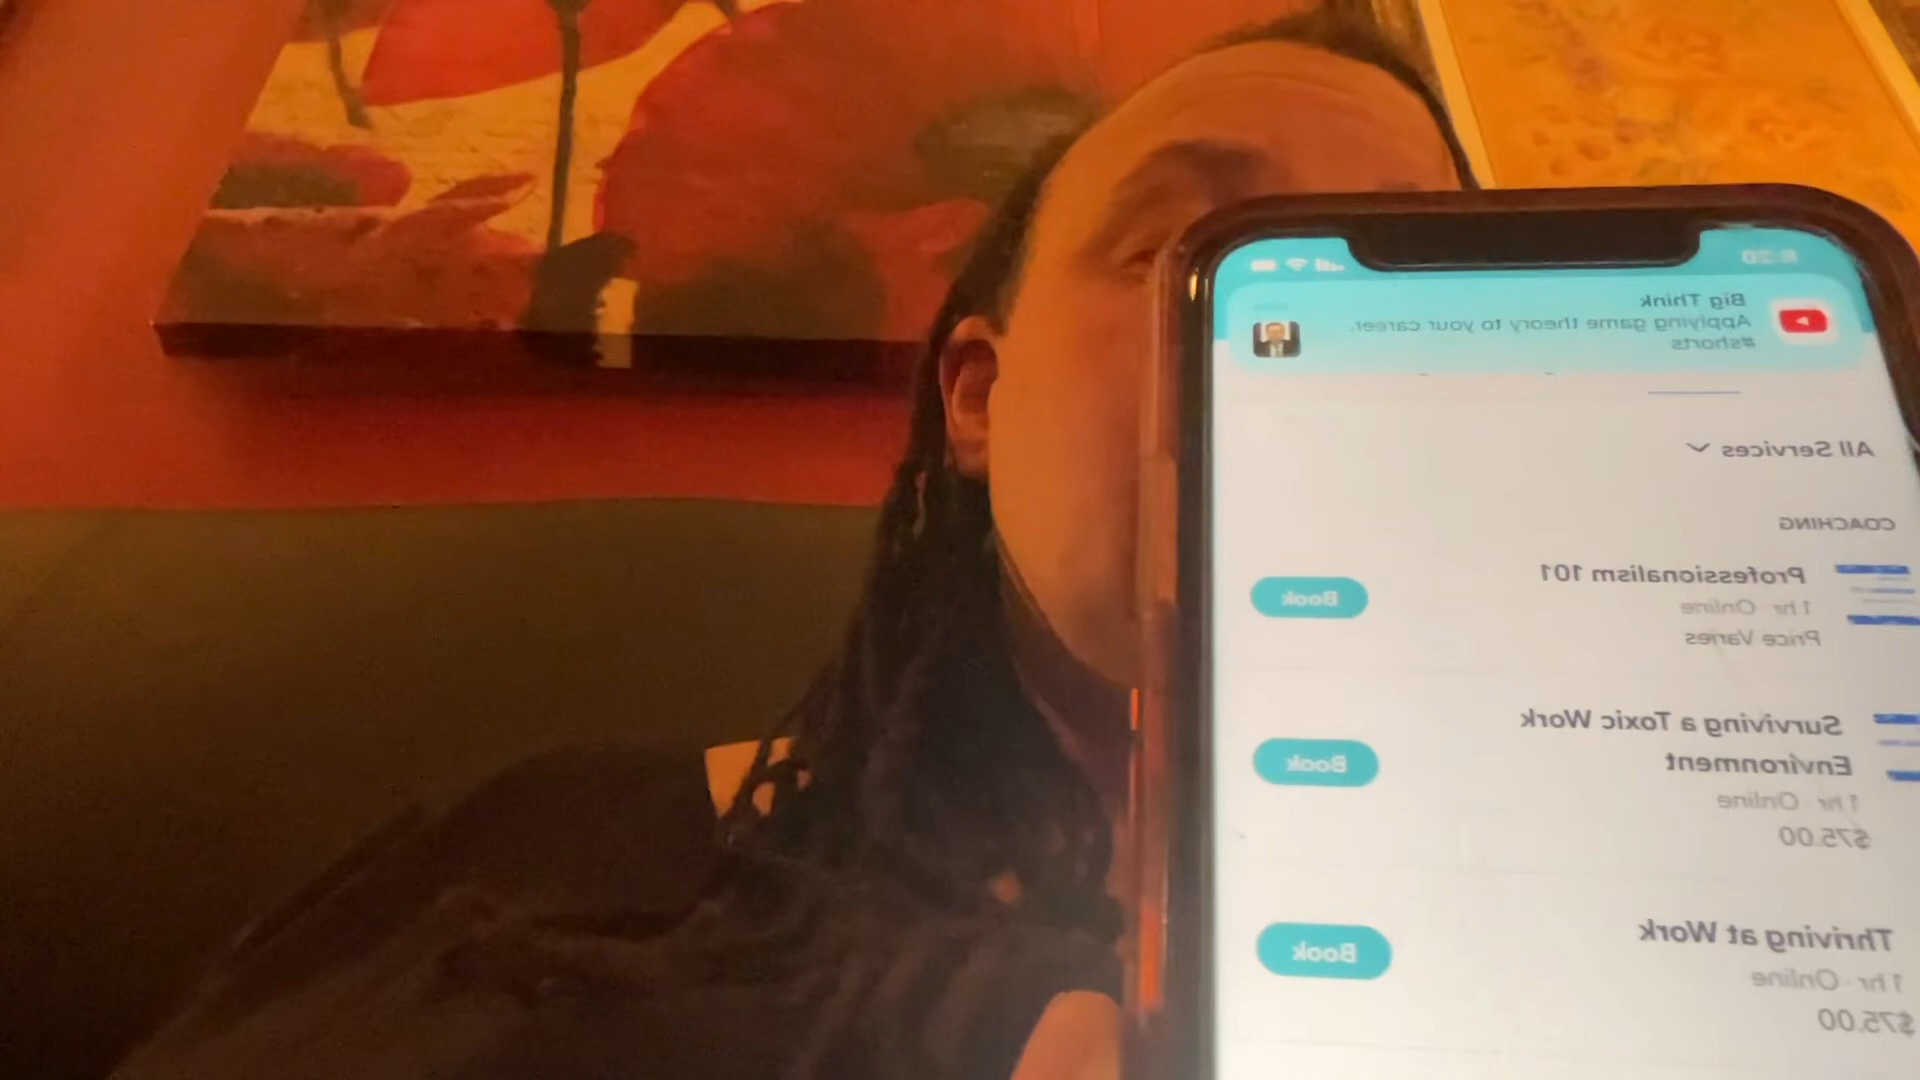 Big Think
Applying game theory to your career.
#shorts
All Services
COACHING
Professionalism 101
1 hr · Online
Price Varies
Book
Surviving a Toxic Work
Environment
1 hr · Online
$75.00
Book
Thriving at Work
1 hr · Online
$75.00
Book